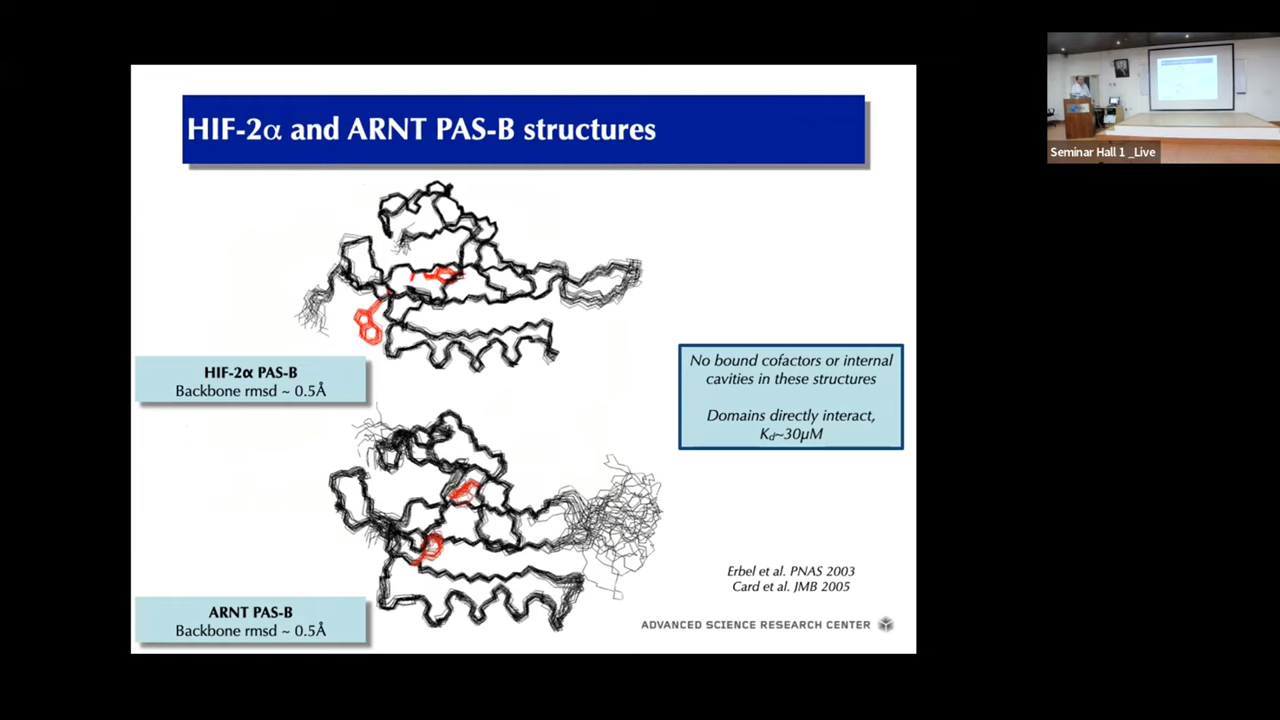 HIF-2α and ARNT PAS-B structures
Seminar Hall 1 _Live
HIF-2α PAS-B
Backbone rmsd ~ 0.5Å
No bound cofactors or internal
cavities in these structures
Domains directly interact,
Kd~30µM
ARNT PAS-B
Backbone rmsd ~ 0.5Å
Erbel et al. PNAS 2003
Card et al. JMB 2005
ADVANCED SCIENCE RESEARCH CENTER